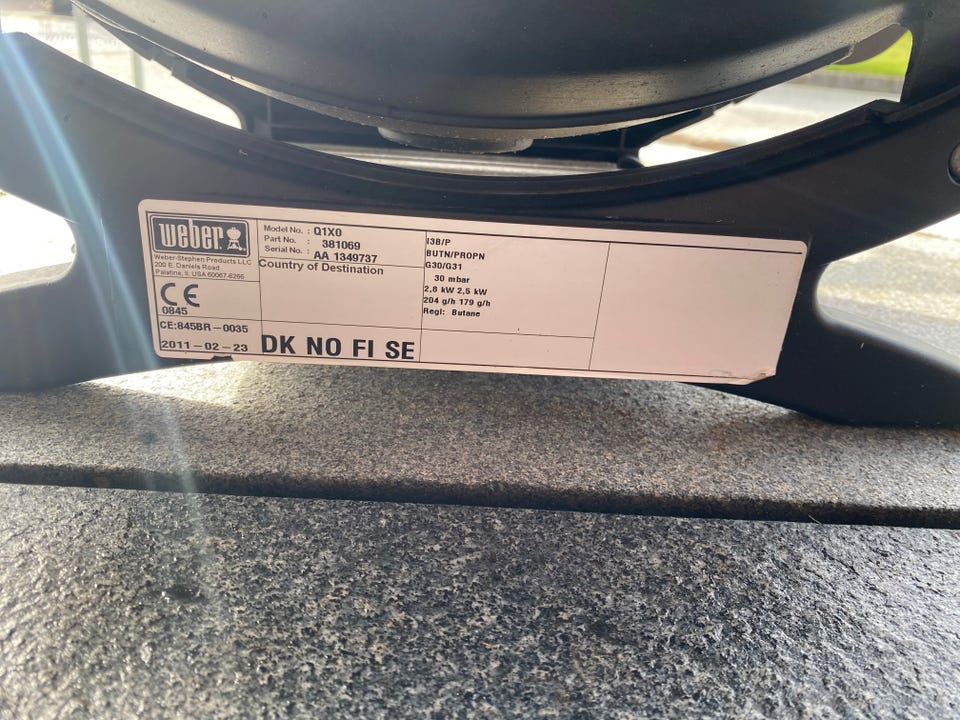 weber
Weber-Stephen Products LLC
200 E. Daniels Road
Palatine, IL USA 60067-6266
CE
0845
CE:845BR-0035
2011-02-23
Model No. : Q1X0
Part No. : 381069
Serial No. : AA 1349737
Country of Destination
DK NO FI SE
I3B/P
BUTN/PROPN
G30/G31
30 mbar
2,8 kW 2,5 kW
204 g/h 179 g/h
Regl: Butane